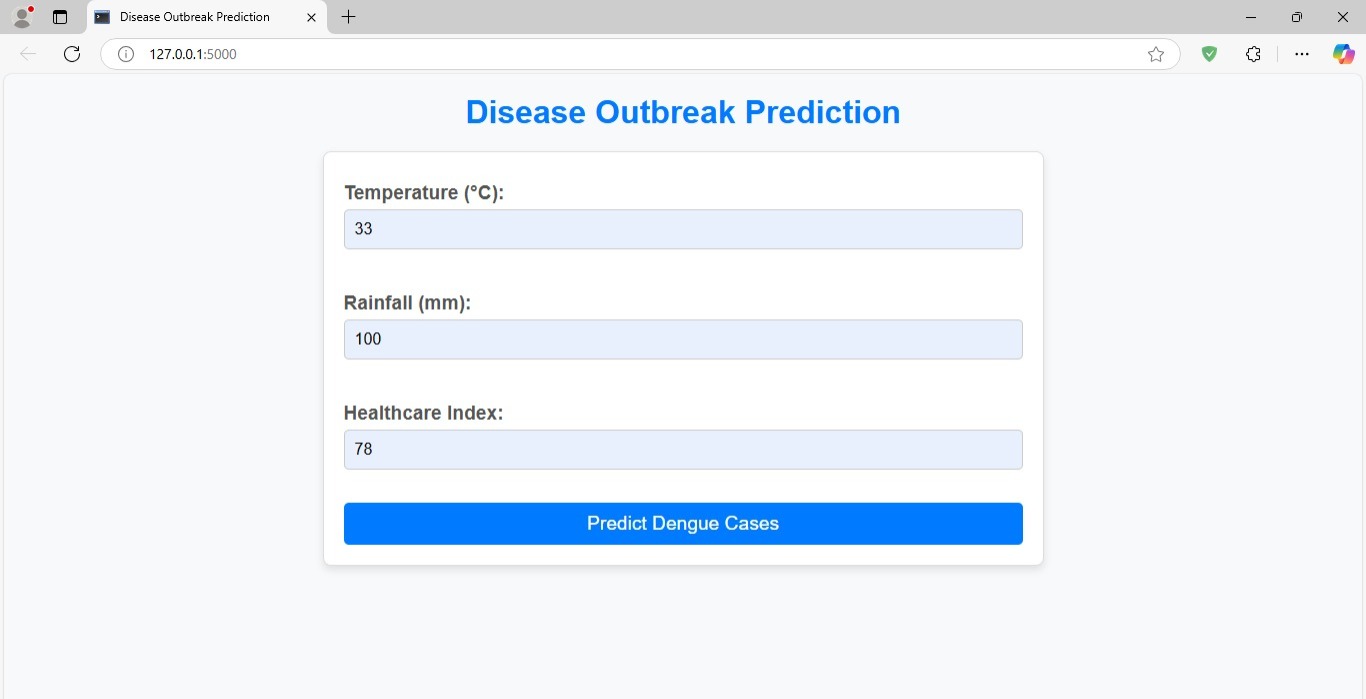 Disease Outbreak Prediction
127.0.0.1:5000
Disease Outbreak Prediction
Temperature (°C):
33
Rainfall (mm):
100
Healthcare Index:
78
Predict Dengue Cases